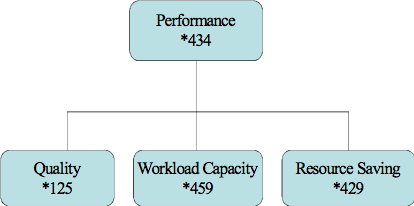 Performance
*434
Quality
*125
Workload Capacity
*459
Resource Saving
*429